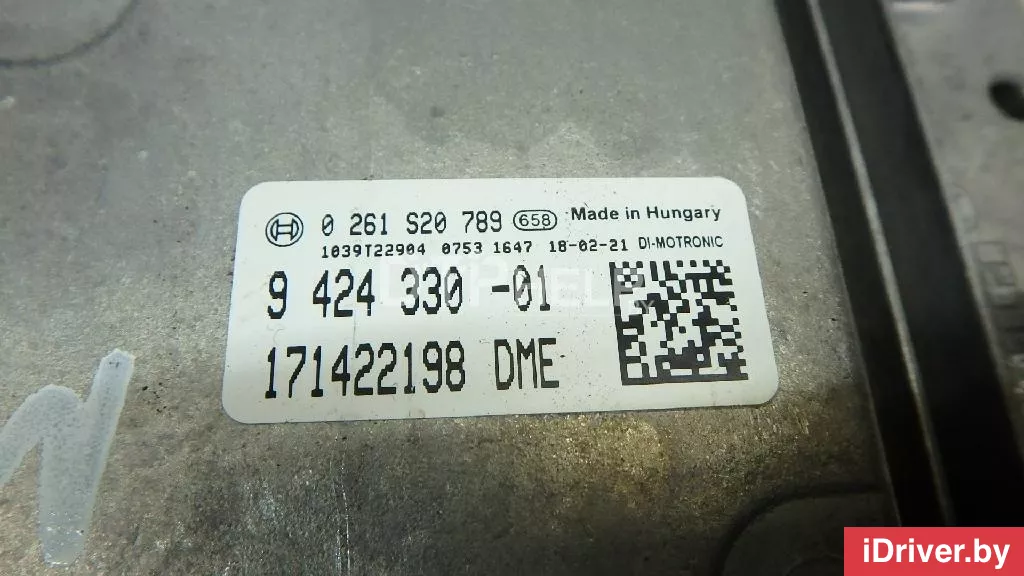 0 261 S20 789 658 Made in Hungary
1039T22904 0753 1647 18-02-21 DI-MOTRONIC
9 424 330 -01
171422198 DME
iDriver.by